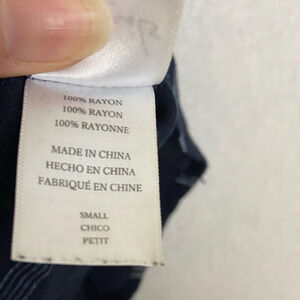 100% RAYON
100% RAYON
100% RAYONNE
MADE IN CHINA
HECHO EN CHINA
FABRIQUÉ EN CHINE
SMALL
CHICO
PETIT